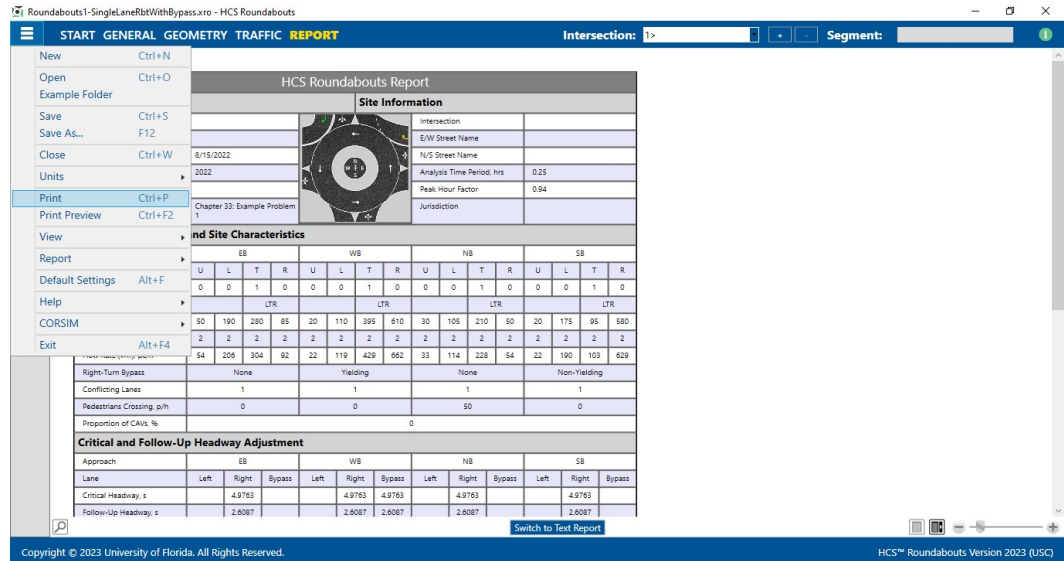 Roundabouts1-SingleLaneRbtWithBypass.xro - HCS Roundabouts
START GENERAL GEOMETRY TRAFFIC REPORT Intersection: 1> + - Segment:
New Ctrl+N
Open Ctrl+O
Example Folder
Save Ctrl+S
Save As... F12
Close Ctrl+W
Units
Print Ctrl+P
Print Preview Ctrl+F2
View
Report
Default Settings Alt+F
Help
CORSIM
Exit Alt+F4
HCS Roundabouts Report
Site Information
Intersection
E/W Street Name
8/15/2022 N/S Street Name
2022 Analysis Time Period, hrs 0.25
Peak Hour Factor 0.94
Chapter 33: Example Problem 1 Jurisdiction
and Site Characteristics
EB WB NB SB
U L T R U L T R U L T R U L T R
0 0 1 0 0 0 1 0 0 0 1 0 0 0 1 0
LTR LTR LTR LTR
50 190 280 85 20 110 395 610 30 105 210 50 20 175 95 580
2 2 2 2 2 2 2 2 2 2 2 2 2 2 2 2
54 206 304 92 22 119 429 662 33 114 228 54 22 190 103 629
Right-Turn Bypass None Yielding None Non-Yielding
Conflicting Lanes 1 1 1 1
Pedestrians Crossing, p/h 0 0 50 0
Proportion of CAVs, % 0
Critical and Follow-Up Headway Adjustment
Approach EB WB NB SB
Lane Left Right Bypass Left Right Bypass Left Right Bypass Left Right Bypass
Critical Headway, s 4.9763 4.9763 4.9763 4.9763 4.9763
Follow-Up Headway, s 2.6087 2.6087 2.6087 2.6087 2.6087
Switch to Text Report
Copyright © 2023 University of Florida. All Rights Reserved. HCS™ Roundabouts Version 2023 (USC)